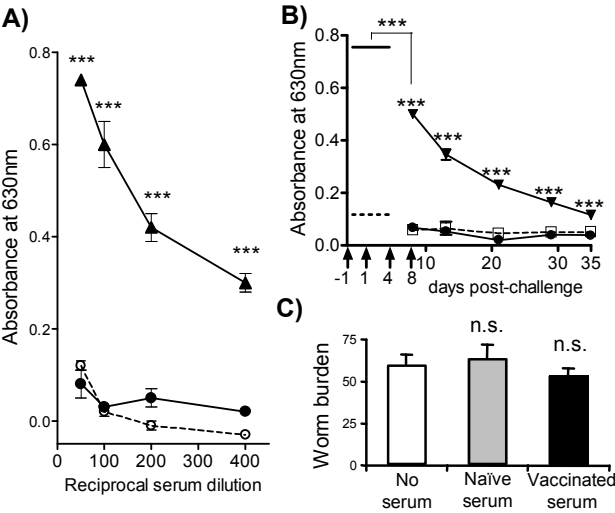 A)
Absorbance at 630nm
0.8
0.6
0.4
0.2
0.0
***
***
***
***
0 100 200 300 400
Reciprocal serum dilution
B)
Absorbance at 630nm
0.8
0.6
0.4
0.2
0.0
***
***
***
***
***
***
-1 1 4 8 10 20 30 35
days post-challenge
C)
Worm burden
75
50
25
0
n.s.
n.s.
No serum
Naïve serum
Vaccinated serum